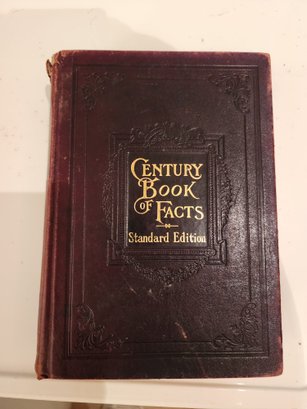 CENTURY
BOOK
OF FACTS
Standard Edition